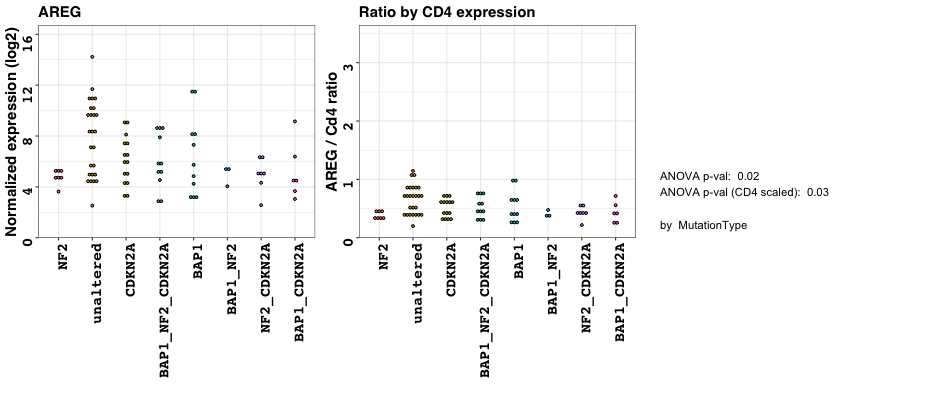 AREG
Normalized expression (log2)
16
12
8
4
0
NF2
unaltered
CDKN2A
BAP1_NF2_CDKN2A
BAP1
BAP1_NF2
NF2_CDKN2A
BAP1_CDKN2A
Ratio by CD4 expression
AREG / Cd4 ratio
3
2
1
0
NF2
unaltered
CDKN2A
BAP1_NF2_CDKN2A
BAP1
BAP1_NF2
NF2_CDKN2A
BAP1_CDKN2A
ANOVA p-val: 0.02
ANOVA p-val (CD4 scaled): 0.03
by MutationType